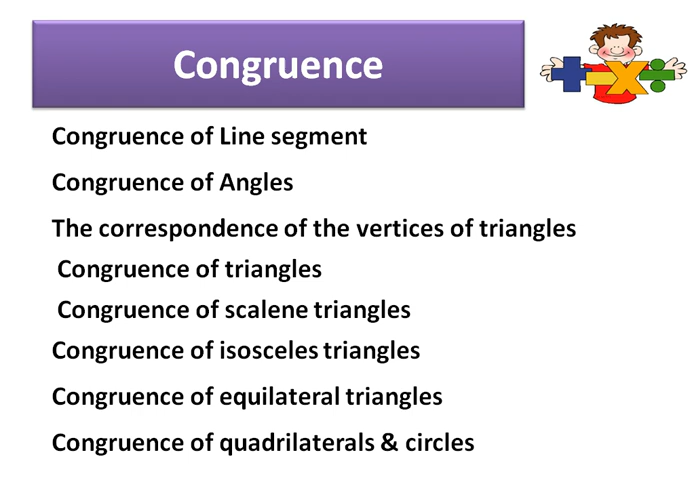 Congruence
Congruence of Line segment
Congruence of Angles
The correspondence of the vertices of triangles
Congruence of triangles
Congruence of scalene triangles
Congruence of isosceles triangles
Congruence of equilateral triangles
Congruence of quadrilaterals & circles